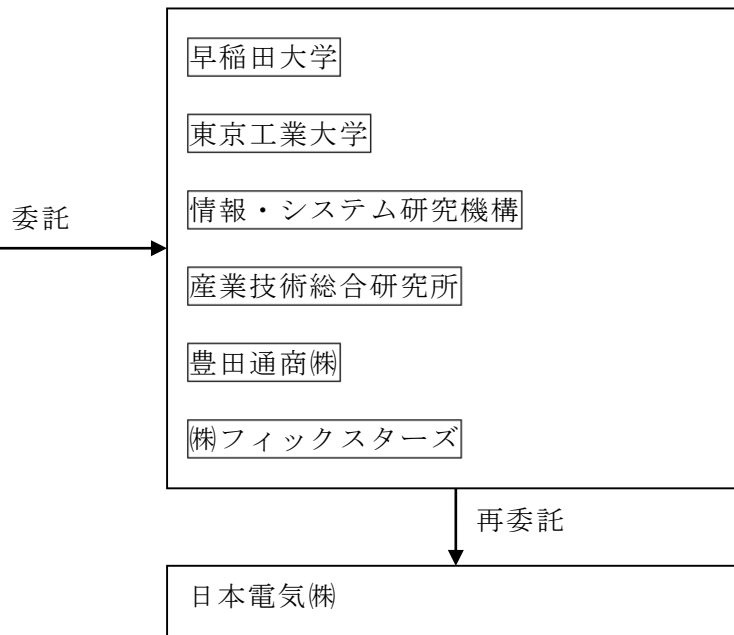 早稲田大学
東京工業大学
委託
情報・システム研究機構
産業技術総合研究所
豊田通商㈱
㈱フィックスターズ
再委託
日本電気㈱